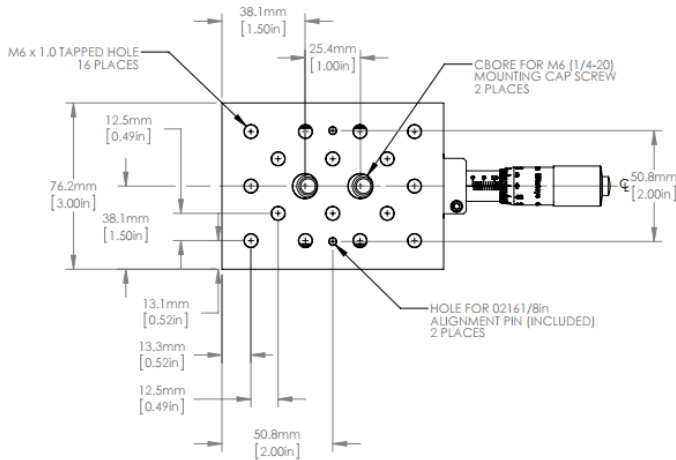 38.1mm
[1.50in]
M6 x 1.0 TAPPED HOLE
16 PLACES
25.4mm
[1.00in]
CBORE FOR M6 (1/4-20)
MOUNTING CAP SCREW
2 PLACES
12.5mm
[0.49in]
76.2mm
[3.00in]
50.8mm
[2.00in]
38.1mm
[1.50in]
13.1mm
[0.52in]
HOLE FOR 02161/8in
ALIGNMENT PIN (INCLUDED)
2 PLACES
13.3mm
[0.52in]
12.5mm
[0.49in]
50.8mm
[2.00in]